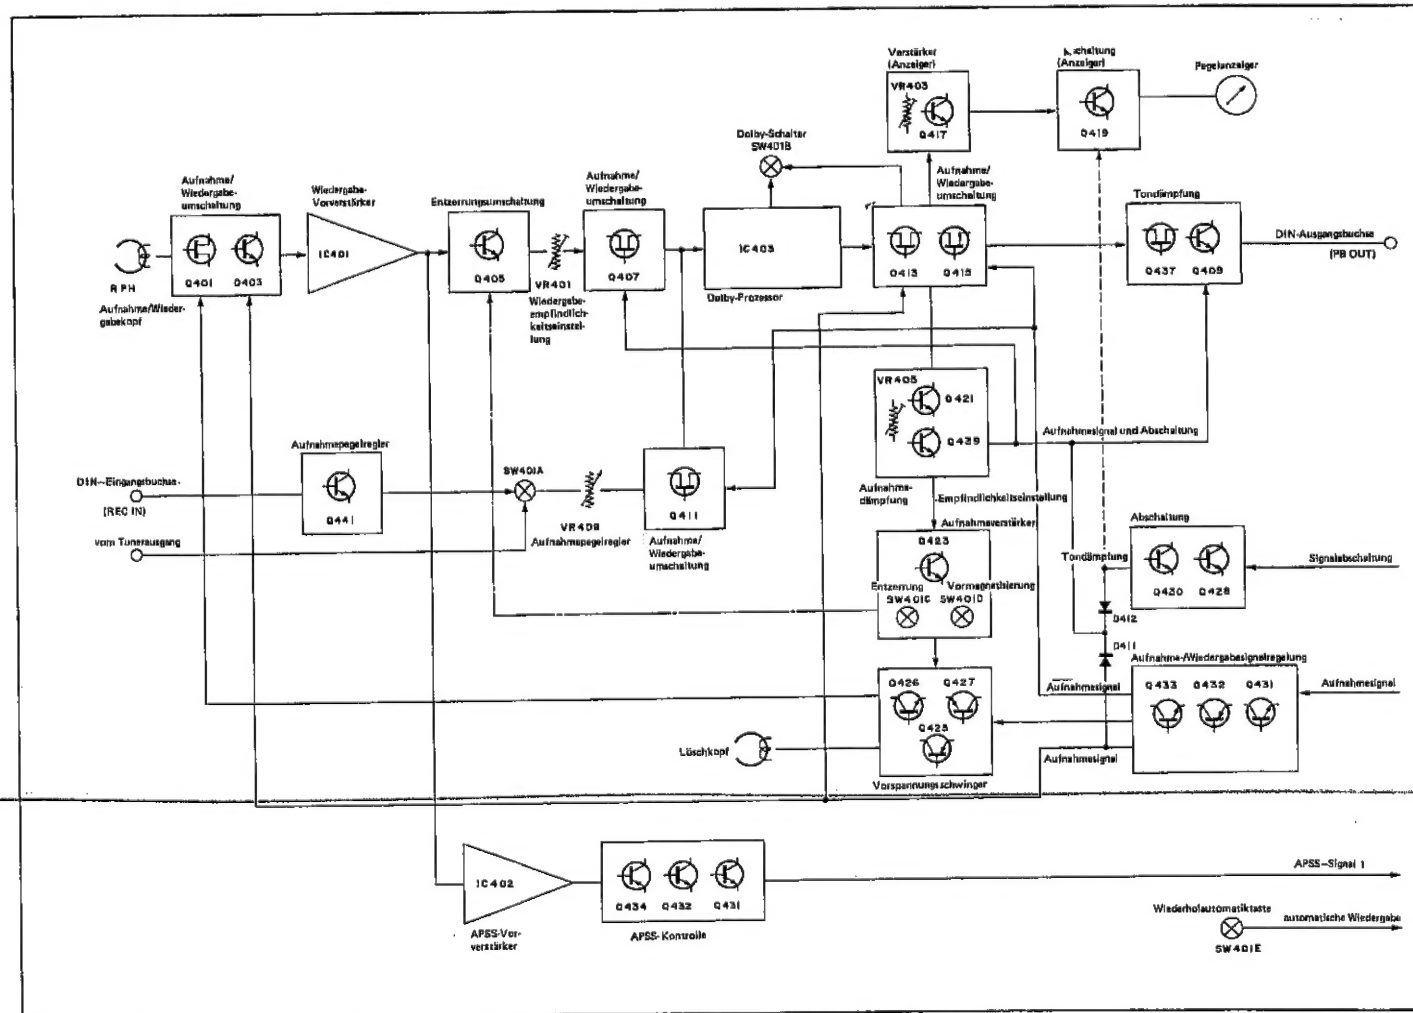 Verstärker
(Anzeiger)
VR403
Q417
(Anzeiger)
Q419
Pegelanzeiger
Dolby-Schalter
SW401B
Aufnahme/
Wiedergabe-
umschaltung
Q401 Q403
Wiedergabe-
Vorverstärker
IC401
Entzerrungsumschaltung
Q405
VR401
Wiedergabe-
empfindlich-
keitseinstel-
lung
Aufnahme/
Wiedergabe-
umschaltung
Q407
IC403
Dolby-Prozessor
Aufnahme/
Wiedergabe-
umschaltung
Q413 Q415
Tondämpfung
Q437 Q409
DIN-Ausgangsbuchse
(PB OUT)
R PH
Aufnahme/Wieder-
gabekopf
VR405
Q421
Q439
Aufnahme-
dämpfung
Aufnahmesignal und Abschaltung
Aufnahmepegelregler
Q441
DIN-Eingangsbuchse
(REC IN)
vom Tunerausgang
SW401A
VR409
Aufnahmepegelregler
Q411
Aufnahme/
Wiedergabe-
umschaltung
Empfindlichkeitseinstellung
Aufnahmeverstärker
Q423
Entzerrung
SW401C
Vormagnetisierung
SW401D
Tondämpfung
Abschaltung
Q430 Q428
Signalabschaltung
D412
D411
Aufnahme-/Wiedergabesignalregelung
Q433 Q432 Q431
Aufnahmesignal
Aufnahmesignal
Aufnahmesignal
Q426 Q427
Q425
Vorspannungsschwinger
Löschkopf
IC402
APSS-Vor-
verstärker
Q434 Q432 Q431
APSS-Kontrolle
APSS-Signal 1
Wiederholautomatiktaste
SW401E
automatische Wiedergabe